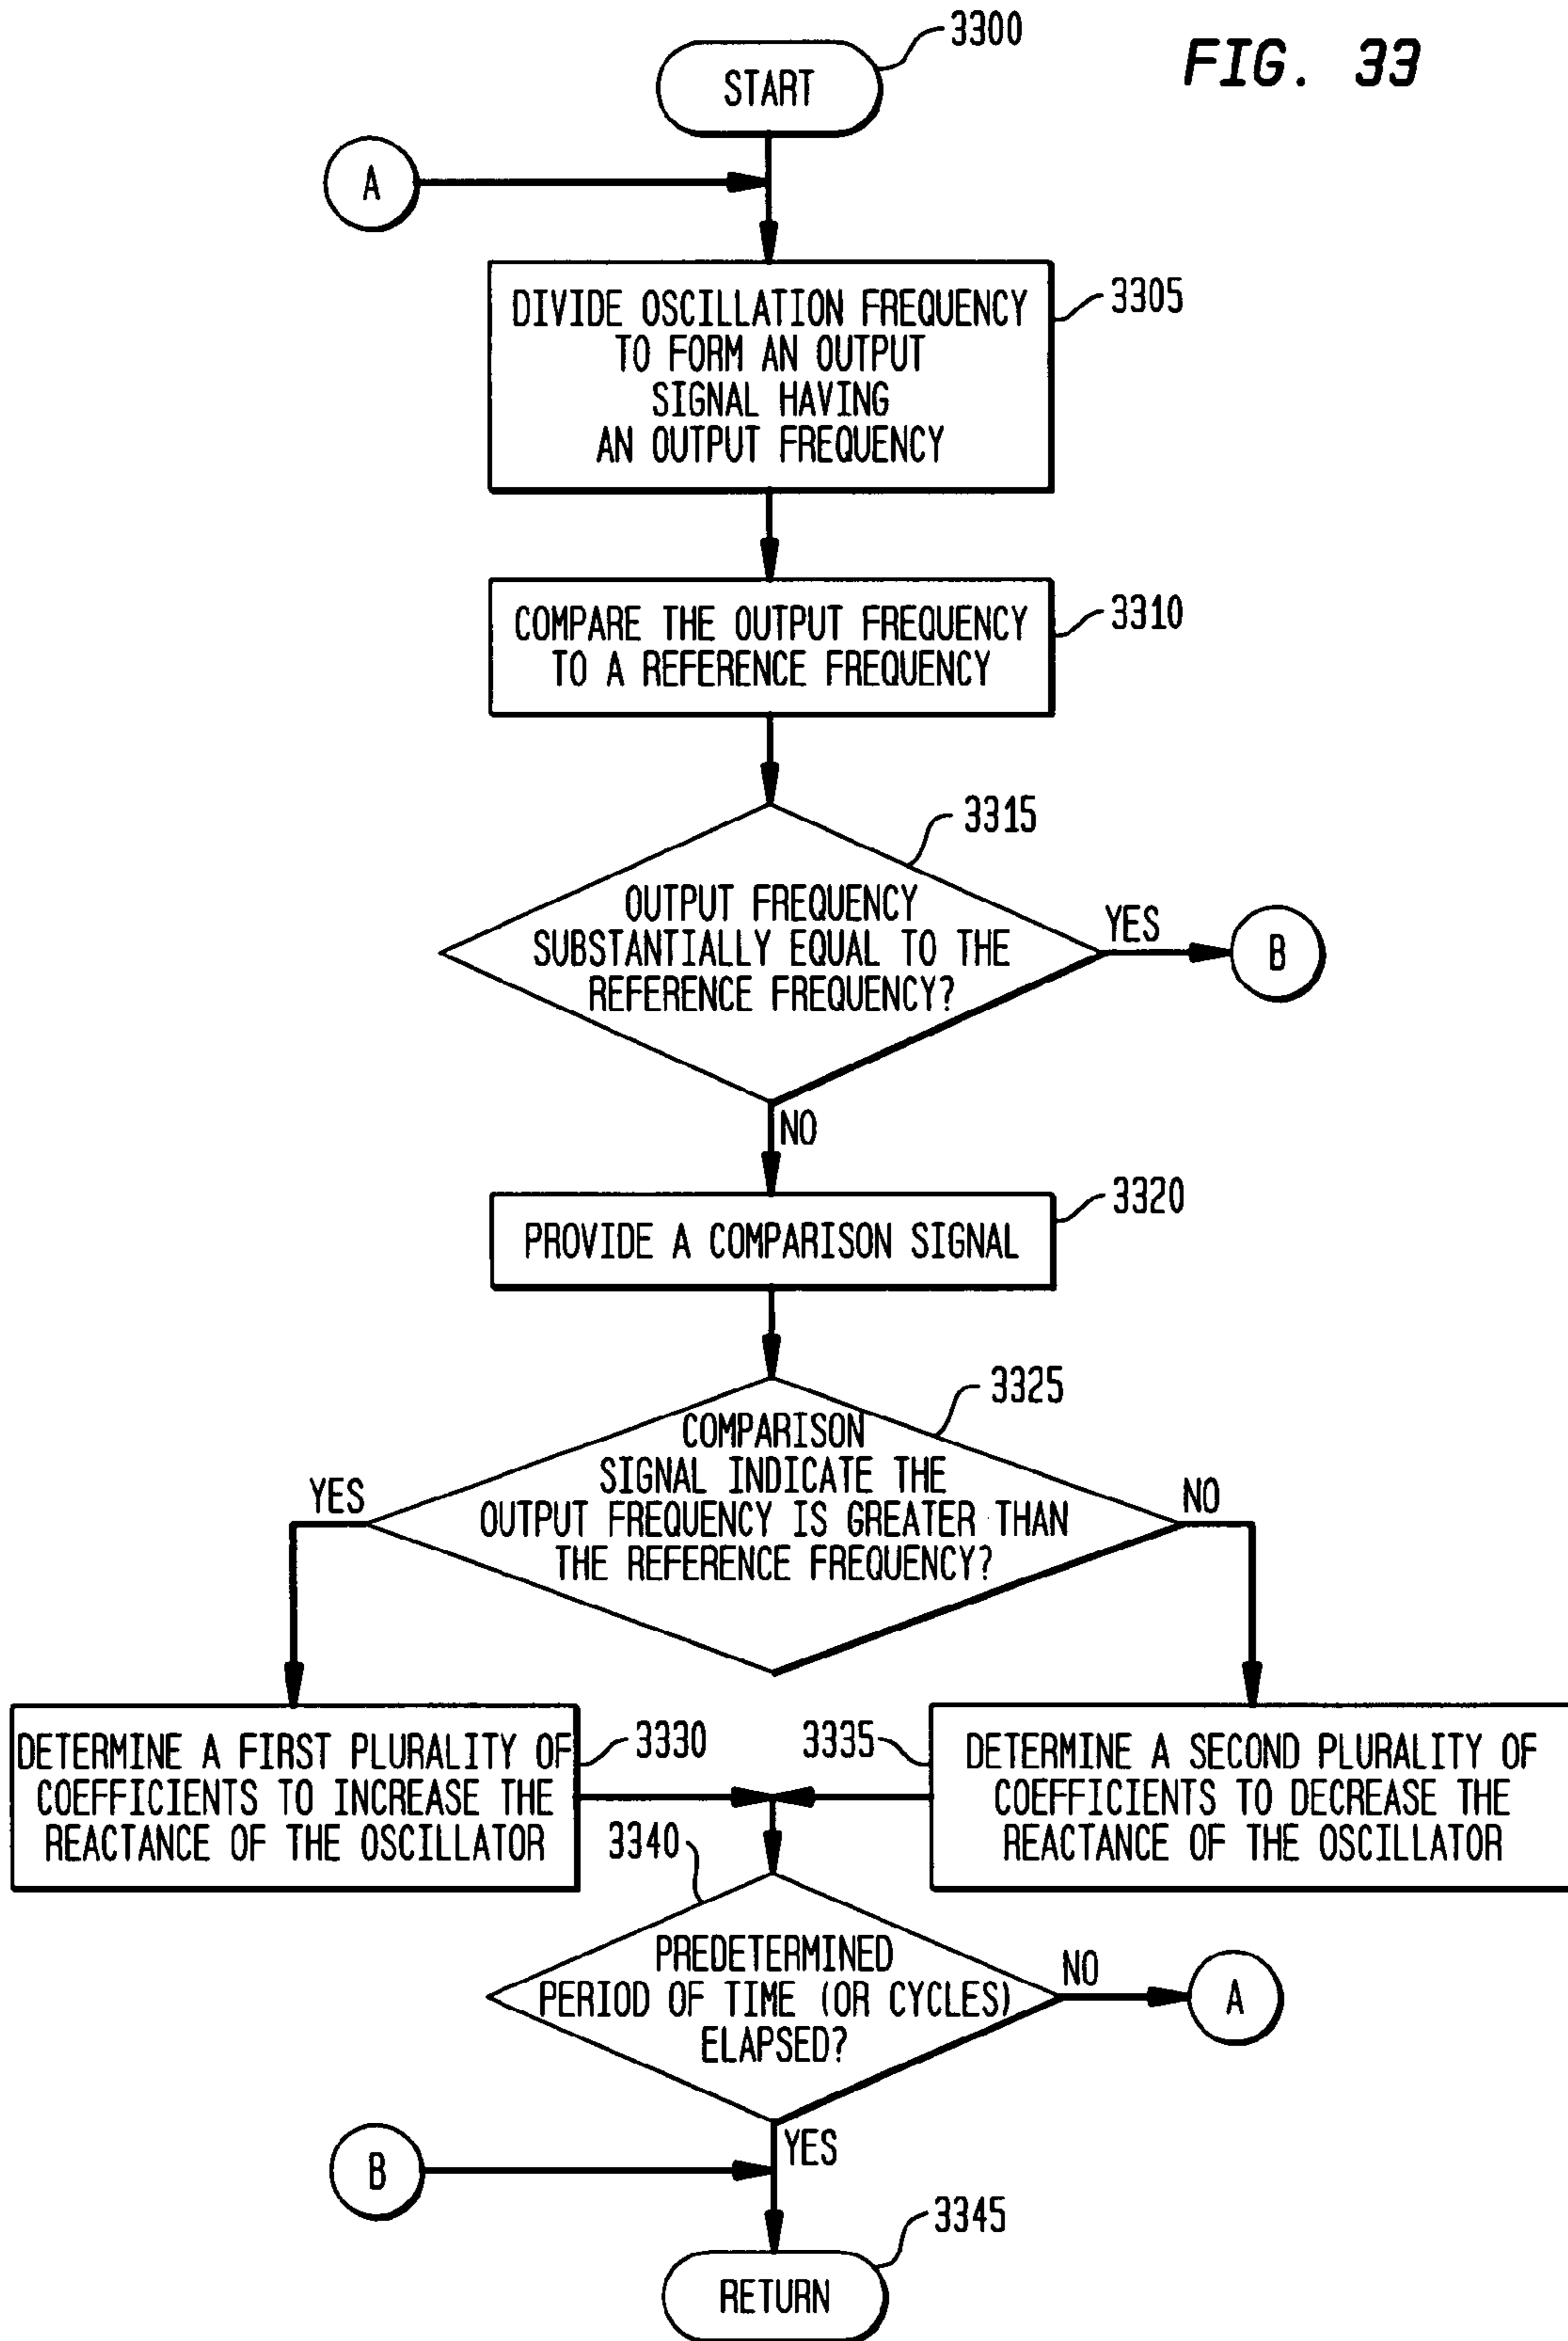 3300
FIG. 33
START
A
3305
DIVIDE OSCILLATION FREQUENCY
TO FORM AN OUTPUT
SIGNAL HAVING
AN OUTPUT FREQUENCY
3310
COMPARE THE OUTPUT FREQUENCY
TO A REFERENCE FREQUENCY
3315
OUTPUT FREQUENCY
SUBSTANTIALLY EQUAL TO THE
REFERENCE FREQUENCY?
YES
B
NO
3320
PROVIDE A COMPARISON SIGNAL
3325
COMPARISON
SIGNAL INDICATE THE
OUTPUT FREQUENCY IS GREATER THAN
THE REFERENCE FREQUENCY?
YES
NO
DETERMINE A FIRST PLURALITY OF
COEFFICIENTS TO INCREASE THE
REACTANCE OF THE OSCILLATOR
3330
3335
DETERMINE A SECOND PLURALITY OF
COEFFICIENTS TO DECREASE THE
REACTANCE OF THE OSCILLATOR
3340
PREDETERMINED
PERIOD OF TIME (OR CYCLES)
ELAPSED?
NO
A
YES
B
3345
RETURN